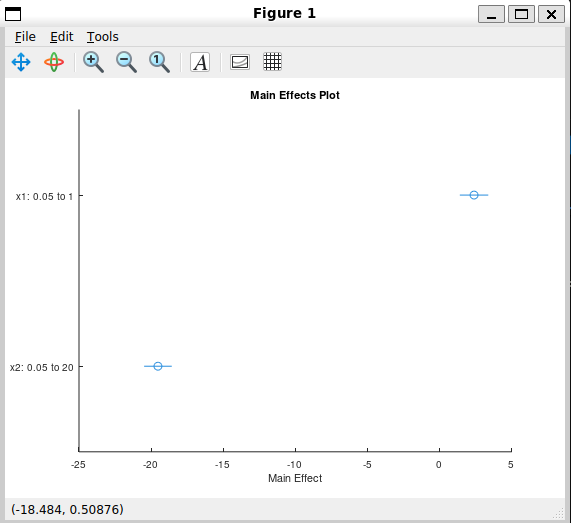 Figure 1
File Edit Tools
1 A
Main Effects Plot
x1: 0.05 to 1
x2: 0.05 to 20
-25 -20 -15 -10 -5 0 5
Main Effect
(-18.484, 0.50876)